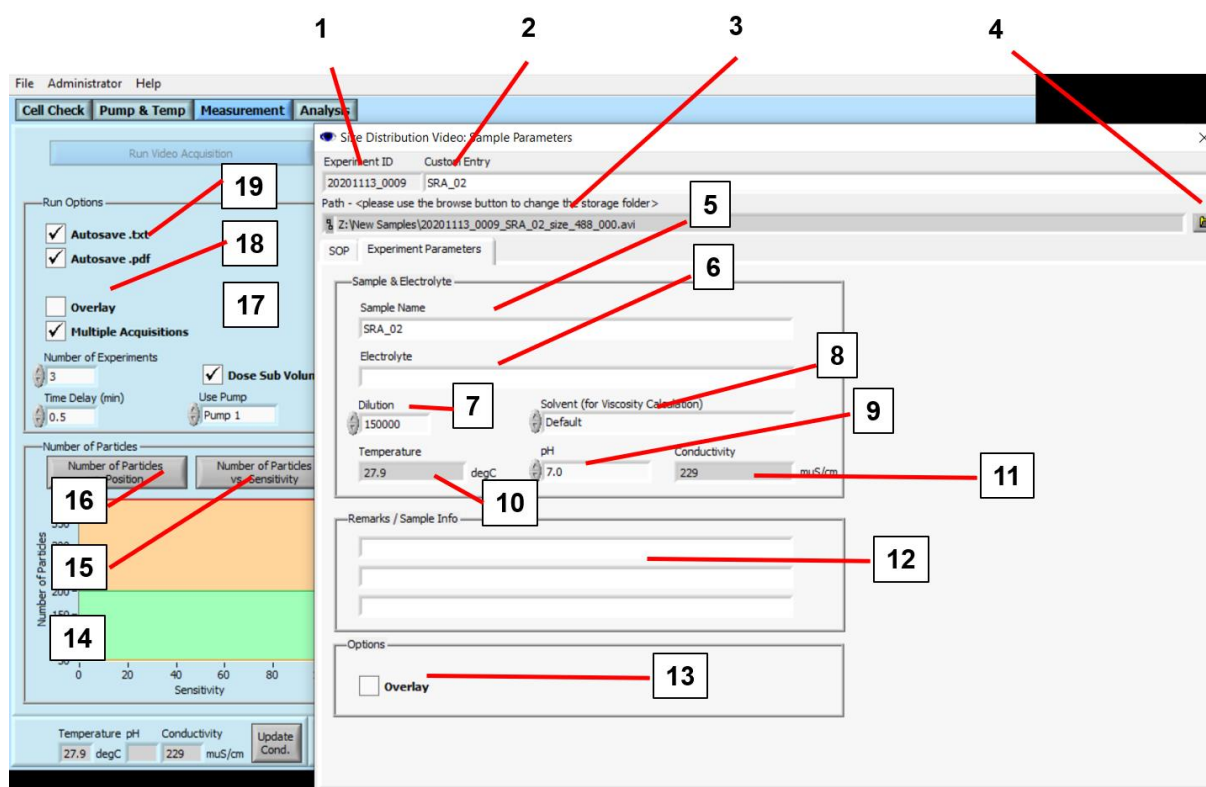 1 2 3 4
File Administrator Help
Cell Check Pump & Temp Measurement Analysis
Run Video Acquisition
Run Options
19
Autosave .txt
18
Autosave .pdf
17
Overlay
Multiple Acquisitions
Number of Experiments
3
Dose Sub Volum
Time Delay (min) Use Pump
0.5 Pump 1
Number of Particles
Number of Particles
Position
Number of Particles
vs. Sensitivity
16
15
14
Number of Particles
200
150
0 20 40 60 80
Sensitivity
Temperature pH Conductivity
27.9 degC 229 muS/cm
Update
Cond.
Size Distribution Video: Sample Parameters
Experiment ID Custom Entry
20201113_0009 SRA_02
Path - <please use the browse button to change the storage folder>
Z:\New Samples\20201113_0009_SRA_02_size_488_000.avi
5
SOP Experiment Parameters
6
Sample & Electrolyte
Sample Name
SRA_02
Electrolyte
8
7
Dilution Solvent (for Viscosity Calculation)
150000 Default
9
Temperature pH Conductivity
27.9 degC 7.0 229 muS/cm
10
11
Remarks / Sample Info
12
Options
13
Overlay